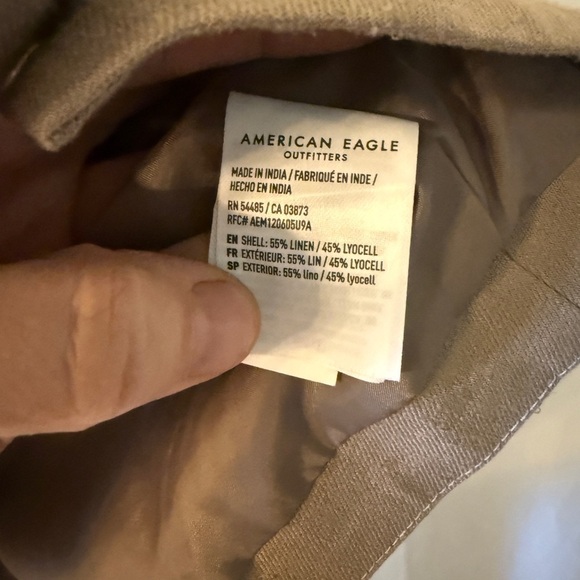 AMERICAN EAGLE
OUTFITTERS
MADE IN INDIA / FABRIQUÉ EN INDE /
HECHO EN INDIA
RN 54485 / CA 03873
RFC# AEM120605U9A
EN SHELL: 55% LINEN / 45% LYOCELL
FR EXTÉRIEUR: 55% LIN / 45% LYOCELL
SP EXTERIOR: 55% lino / 45% lyocell